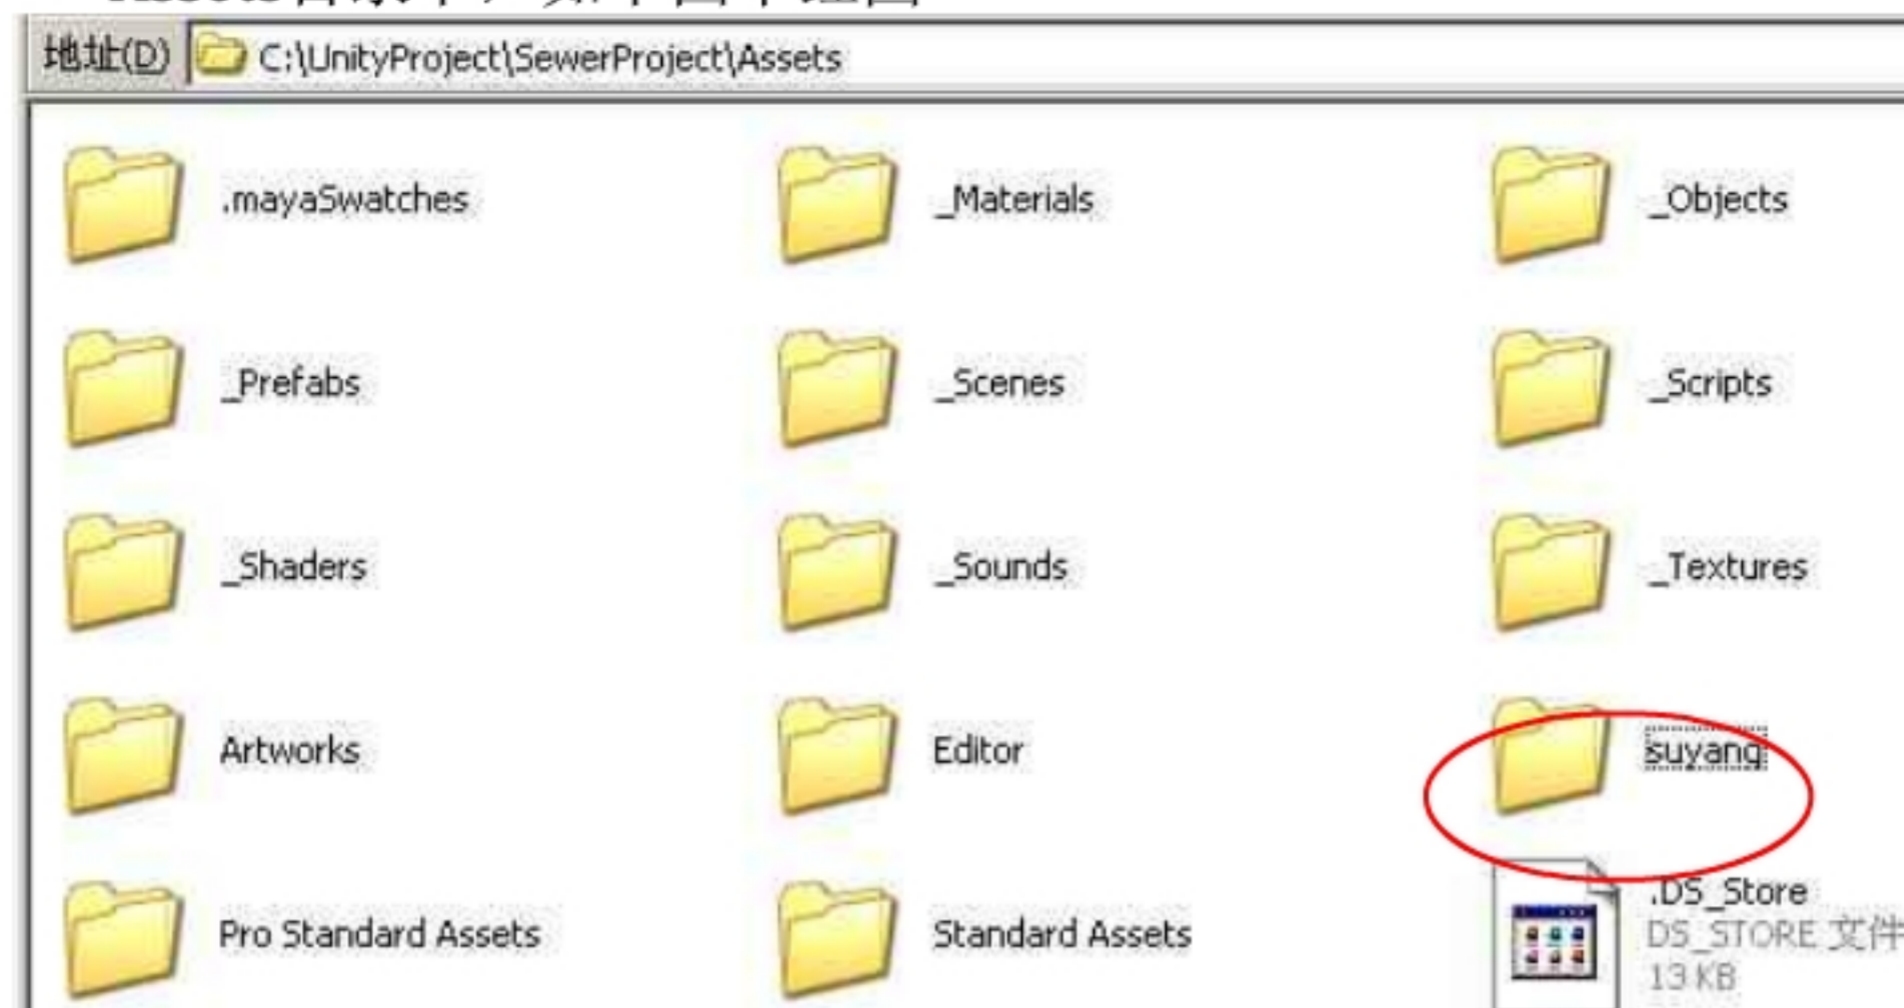 地址(D) C:\UnityProject\SewerProject\Assets
.mayaSwatches _Materials _Objects
_Prefabs _Scenes _Scripts
_Shaders _Sounds _Textures
Artworks Editor suyang
Pro Standard Assets Standard Assets .DS_Store
DS_STORE 文件
13 KB